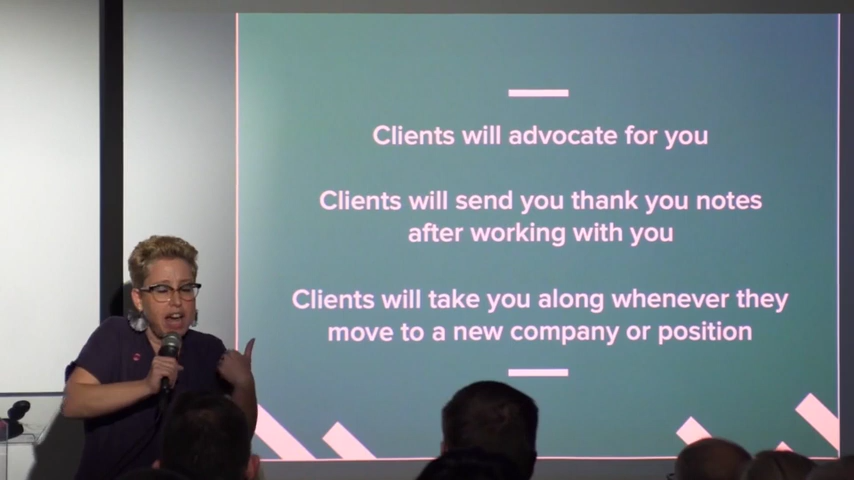 Clients will advocate for you
Clients will send you thank you notes
after working with you
Clients will take you along whenever they
move to a new company or position